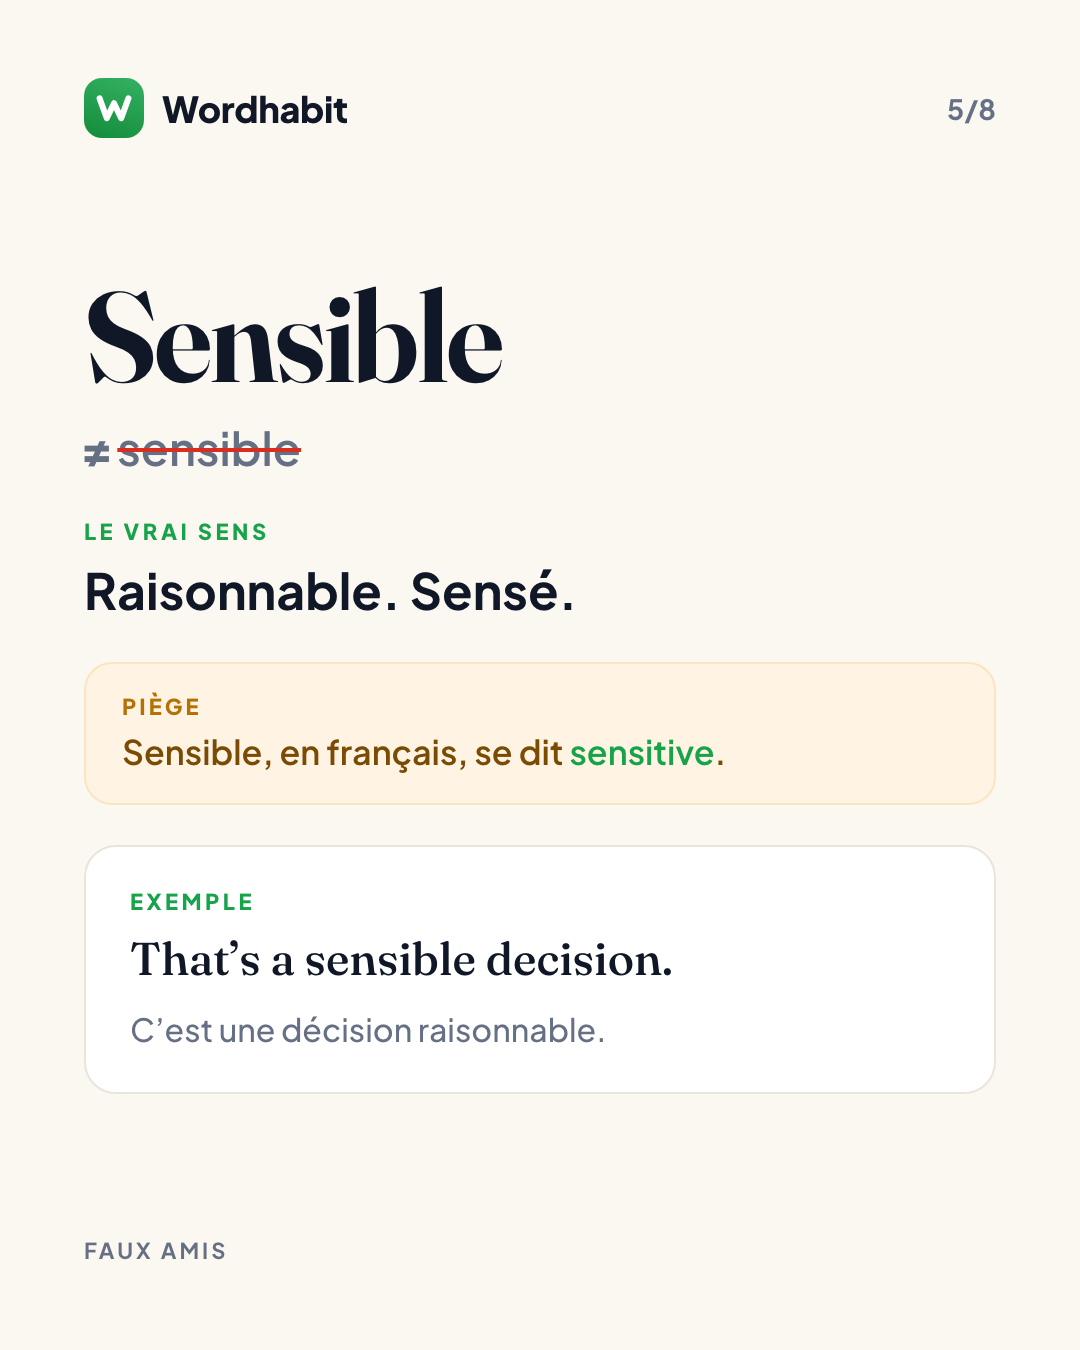 W Wordhabit
5/8
Sensible
≠ sensible
LE VRAI SENS
Raisonnable. Sensé.
PIÈGE
Sensible, en français, se dit sensitive.
EXEMPLE
That’s a sensible decision.
C’est une décision raisonnable.
FAUX AMIS